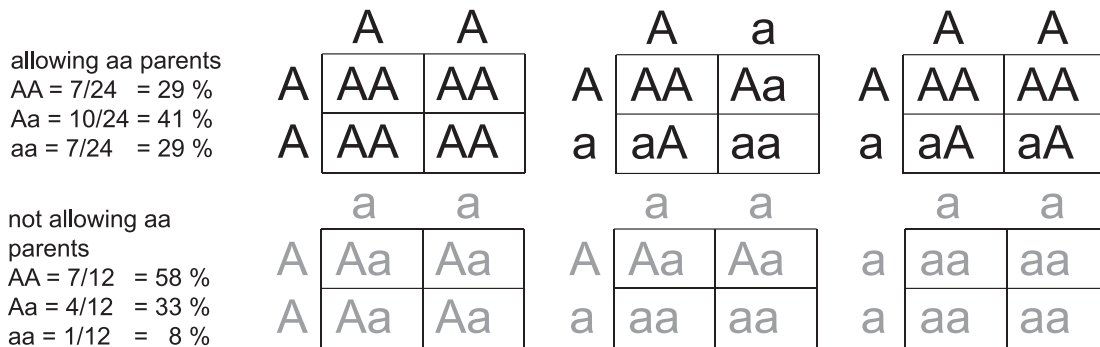 allowing aa parents
AA = 7/24 = 29 %
Aa = 10/24 = 41 %
aa = 7/24 = 29 %
A A
A AA AA
A AA AA
A a
A AA Aa
a aA aa
A A
A AA AA
a aA aA
not allowing aa
parents
AA = 7/12 = 58 %
Aa = 4/12 = 33 %
aa = 1/12 = 8 %
a a
A Aa Aa
A Aa Aa
a a
A Aa Aa
a aa aa
a a
a aa aa
a aa aa